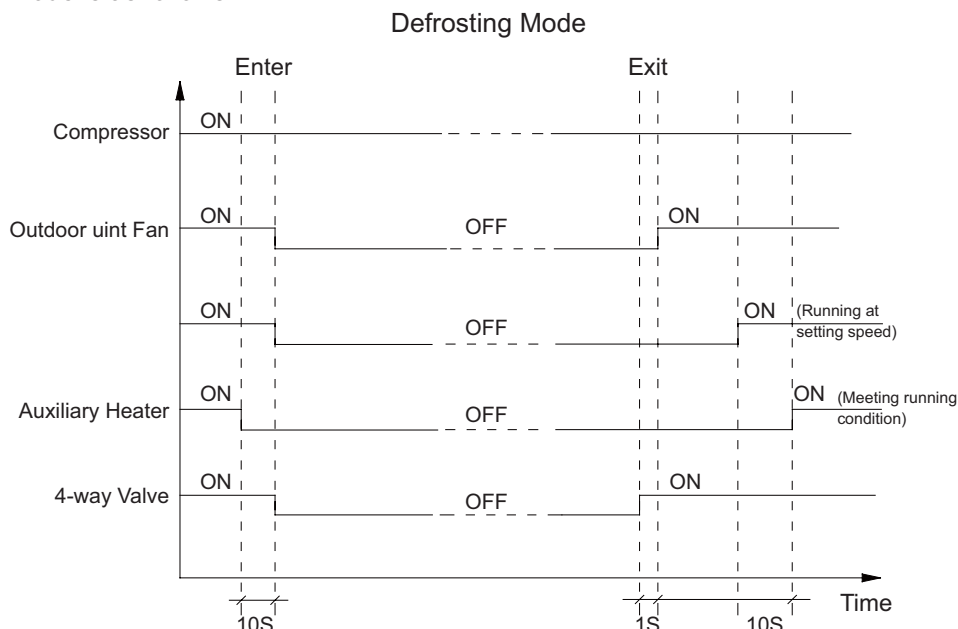 Defrosting Mode
Enter
Exit
Compressor
ON
Outdoor uint Fan
ON
OFF
ON
ON
OFF
ON
(Running at
setting speed)
Auxiliary Heater
ON
OFF
ON
(Meeting running
condition)
4-way Valve
ON
OFF
ON
Time
10S
1S
10S